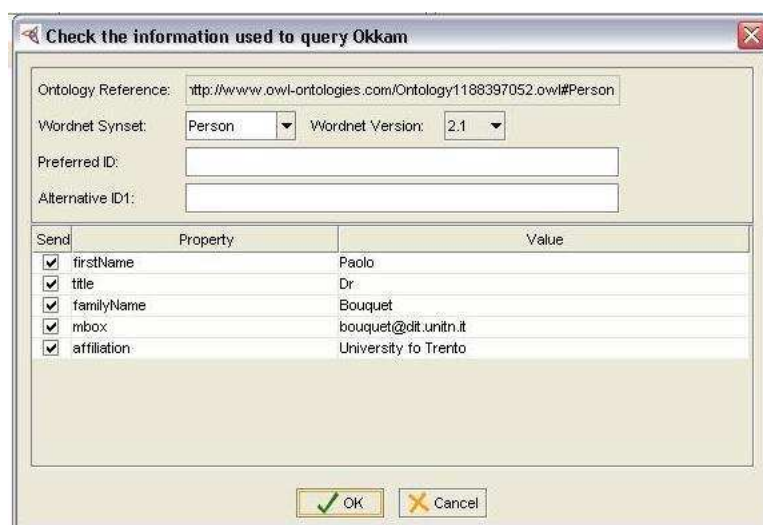 Check the information used to query Okkam
Ontology Reference: http://www.owl-ontologies.com/Ontology1188397052.owl#Person
Wordnet Synset: Person Wordnet Version: 2.1
Preferred ID:
Alternative ID1:
Send Property Value
firstName Paolo
title Dr
familyName Bouquet
mbox bouquet@dit.unitn.it
affiliation University fo Trento
OK Cancel